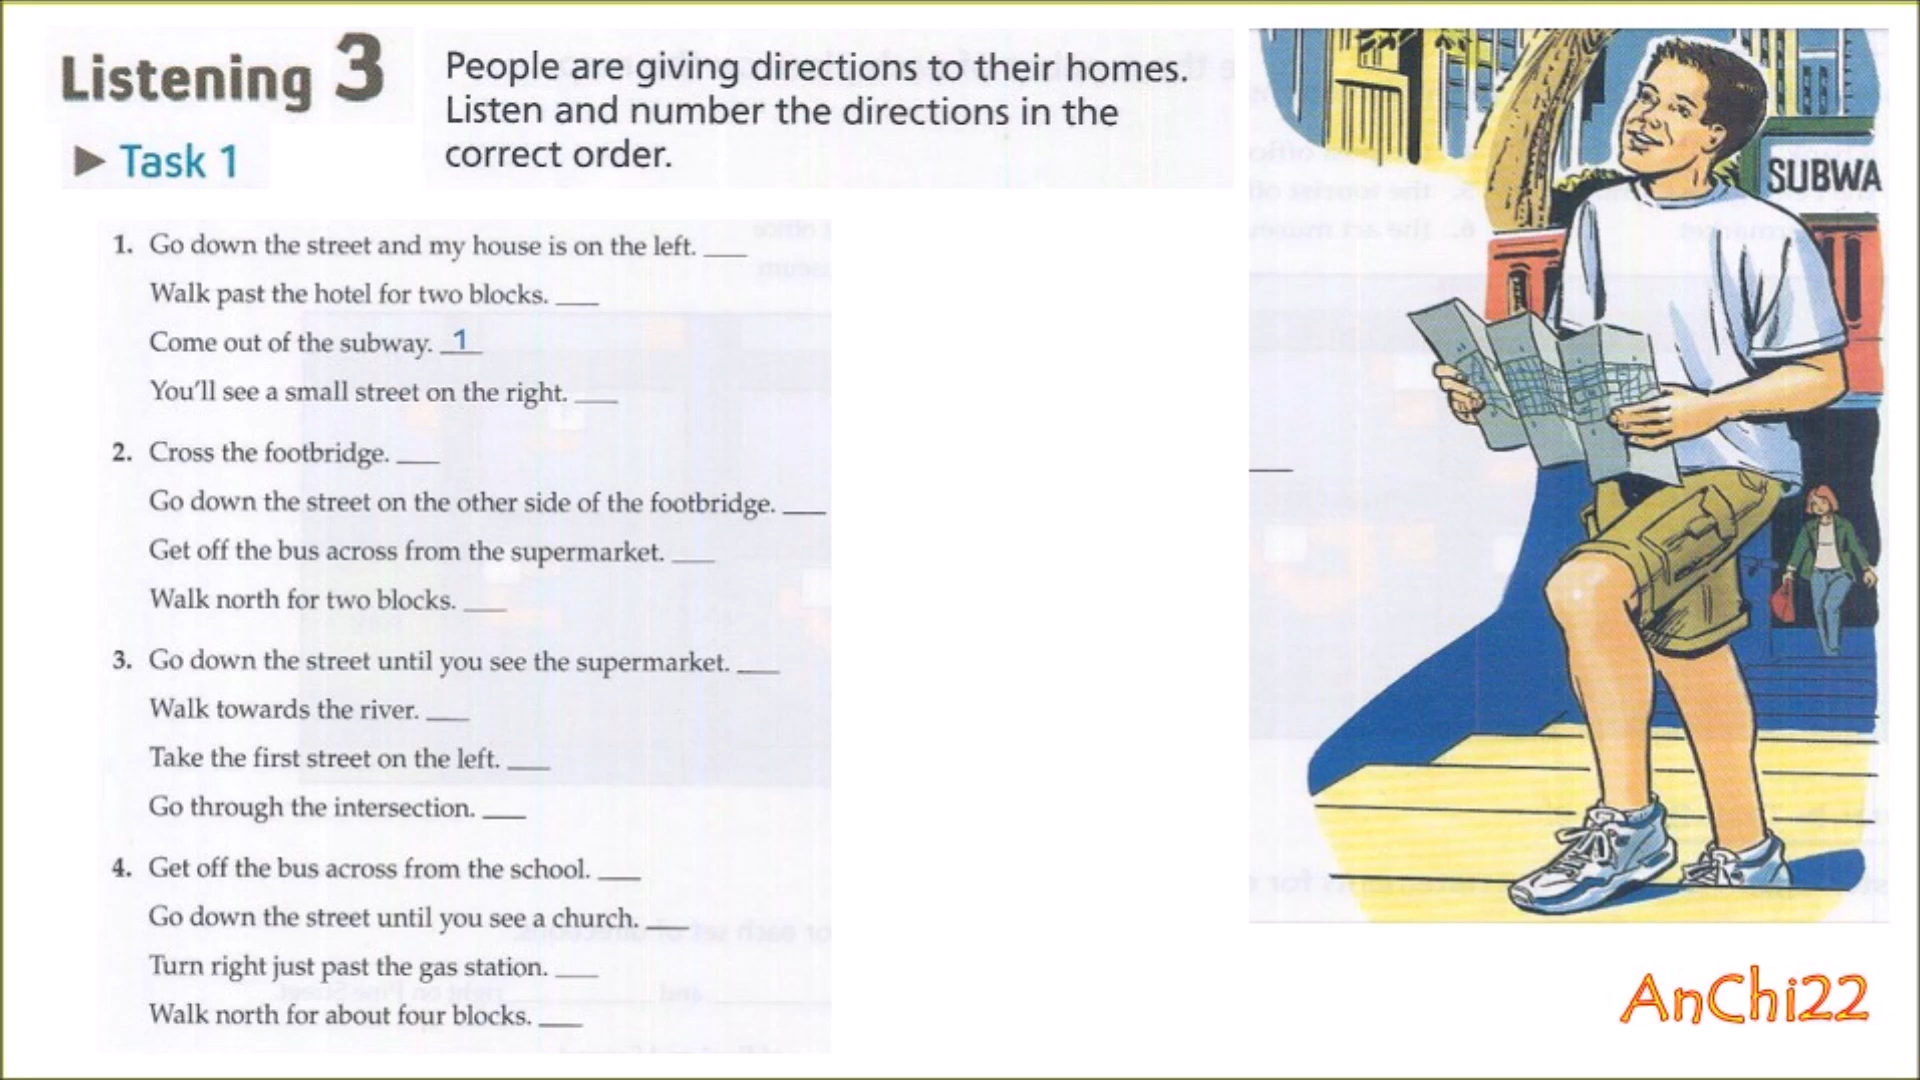 Listening 3
▶ Task 1
People are giving directions to their homes.
Listen and number the directions in the
correct order.
1. Go down the street and my house is on the left. ___
Walk past the hotel for two blocks. ___
Come out of the subway. 1
You'll see a small street on the right. ___
2. Cross the footbridge. ___
Go down the street on the other side of the footbridge. ___
Get off the bus across from the supermarket. ___
Walk north for two blocks. ___
3. Go down the street until you see the supermarket. ___
Walk towards the river. ___
Take the first street on the left. ___
Go through the intersection. ___
4. Get off the bus across from the school. ___
Go down the street until you see a church. ___
Turn right just past the gas station. ___
Walk north for about four blocks. ___
SUBWA
AnChi22